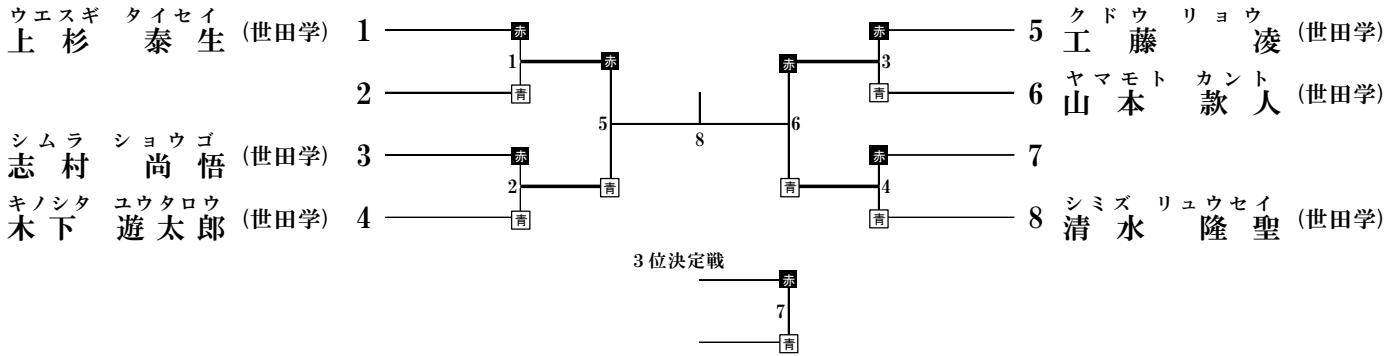 ウエスギ タイセイ
上杉 泰生 (世田学) 1
2
シムラ ショウゴ
志村 尚悟 (世田学) 3
キノシタ ユウタロウ
木下 遊太郎 (世田学) 4
赤
1
青
赤
2
青
赤
5
青
8
赤
6
青
赤
3
青
赤
4
青
クドウ リョウ
5 工藤 凌 (世田学)
ヤマモト カント
6 山本 款人 (世田学)
7
シミズ リュウセイ
8 清水 隆聖 (世田学)
3位決定戦
赤
7
青